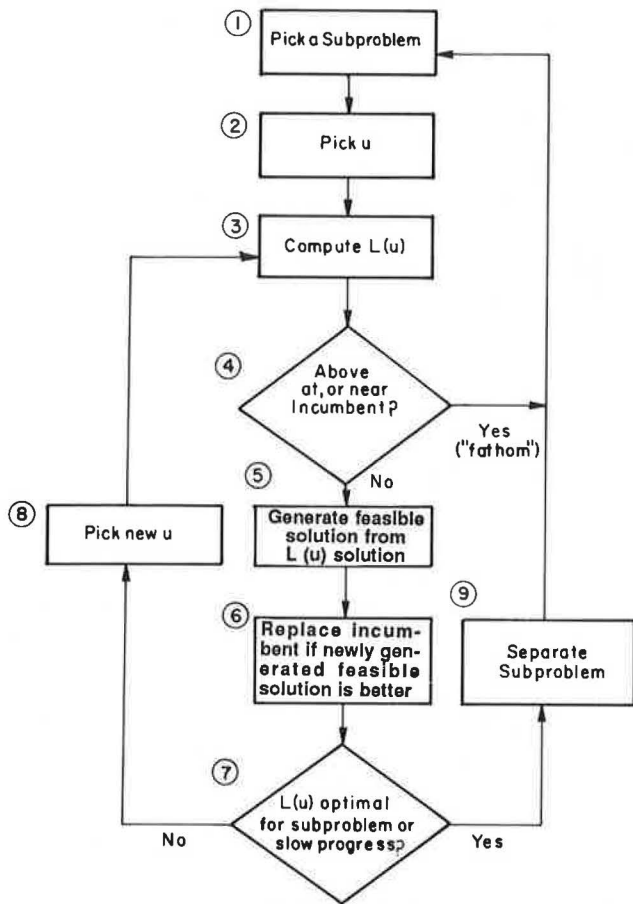 ①
Pick a Subproblem
②
Pick u
③
Compute L(u)
④
Above
at, or near
Incumbent?
Yes
("fathom")
No
⑤
Generate feasible
solution from
L (u) solution
⑧
Pick new u
⑥
Replace incum-
bent if newly gen-
erated feasible
solution is better
⑨
Separate
Subproblem
⑦
L(u) optimal
for subproblem or
slow progress?
No
Yes